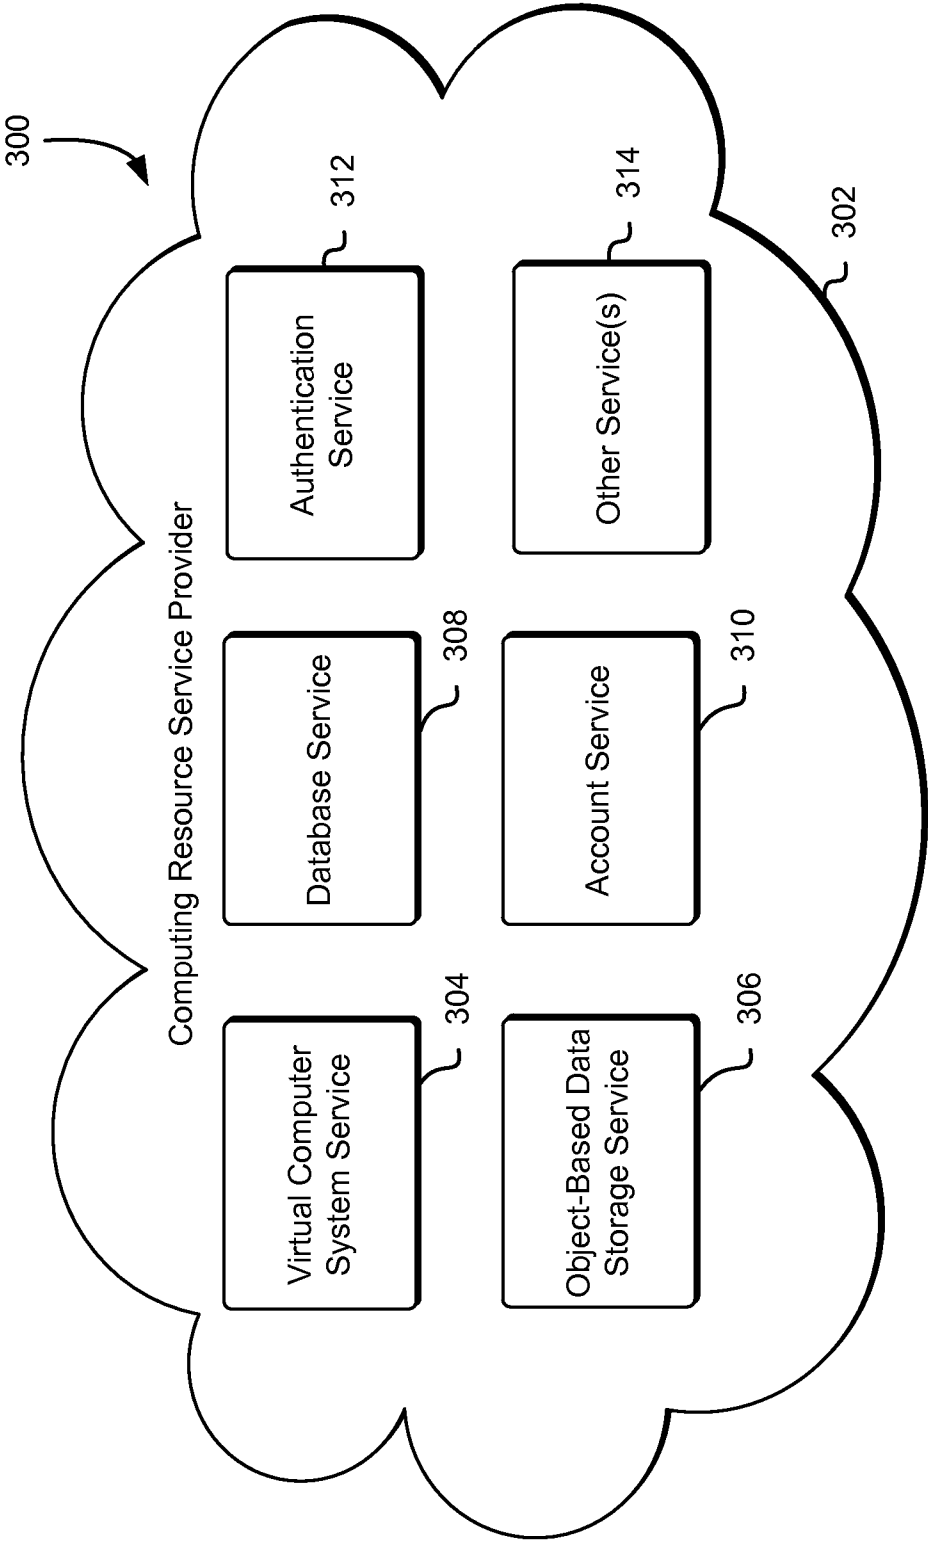 300
Computing Resource Service Provider
Virtual Computer
System Service
304
Database Service
308
Authentication
Service
312
Object-Based Data
Storage Service
306
Account Service
310
Other Service(s)
314
302